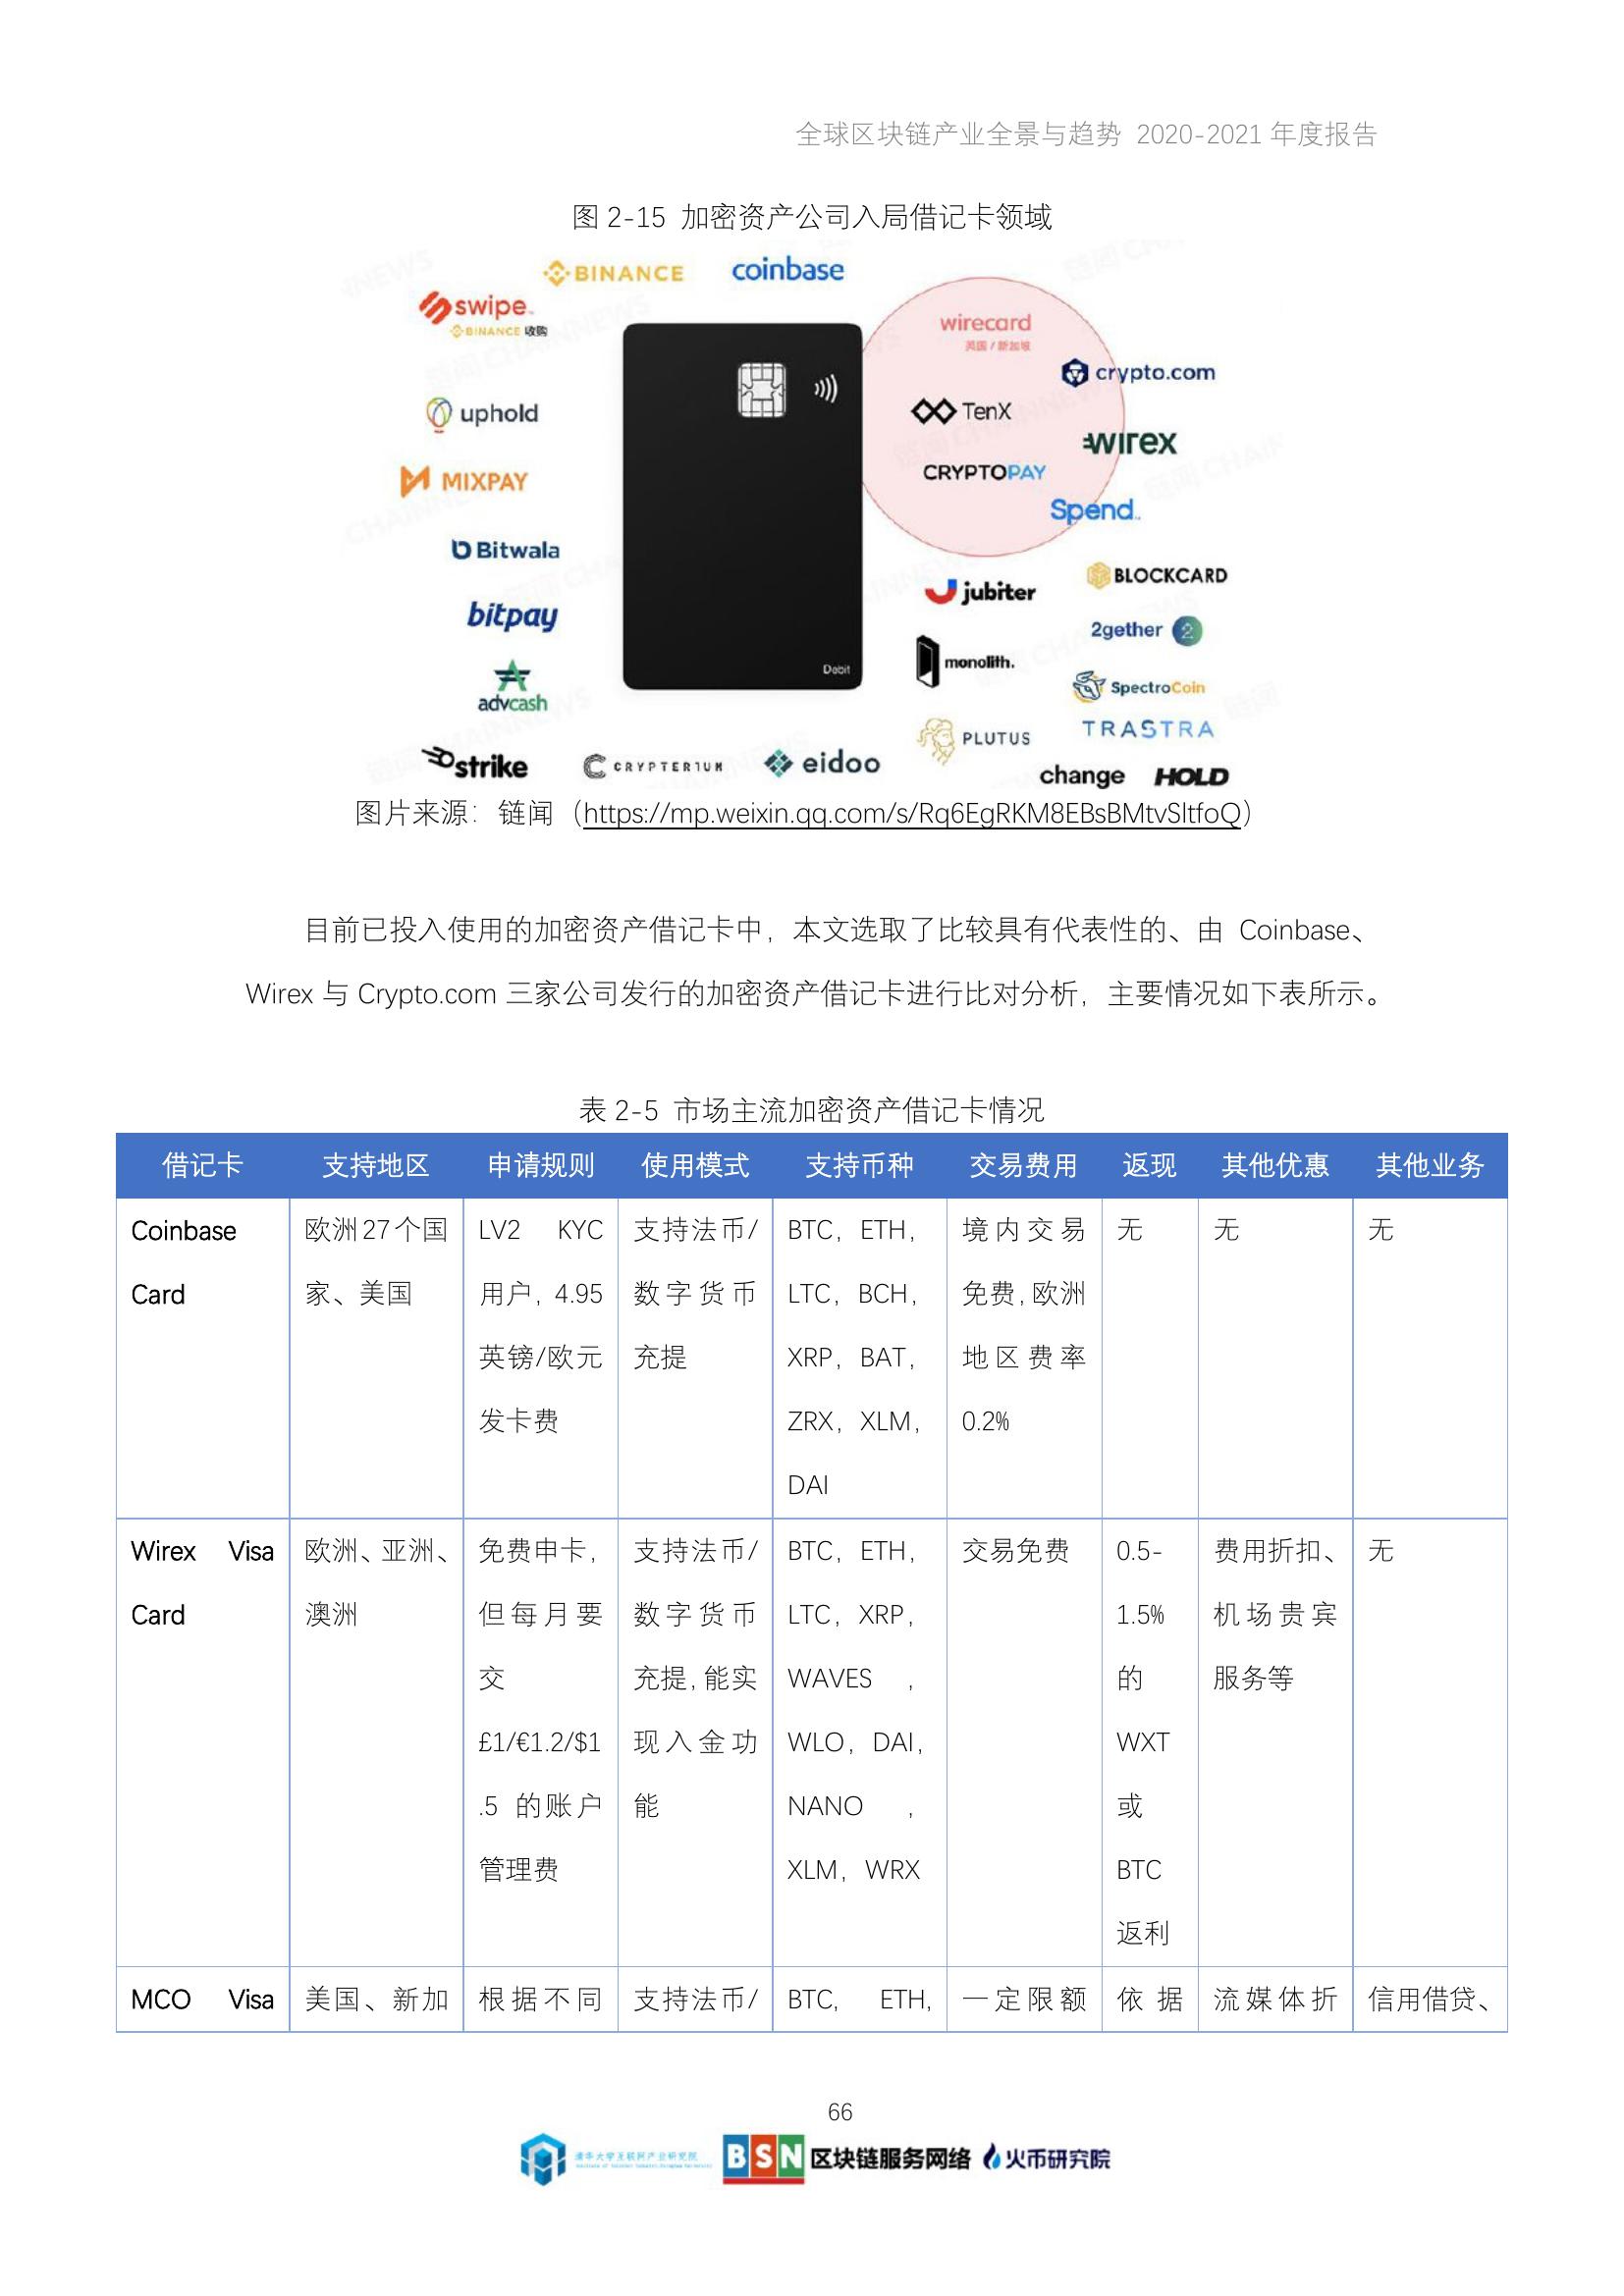 全球区块链产业全景与趋势 2020-2021 年度报告
图 2-15 加密资产公司入局借记卡领域
BINANCE
coinbase
swipe
BINANCE 收购
wirecard
英国 / 新加坡
crypto.com
uphold
TenX
wirex
MIXPAY
CRYPTOPAY
Spend
Bitwala
BLOCKCARD
jubiter
bitpay
2gether
monolith.
Debit
advcash
SpectroCoin
PLUTUS
TRASTRA
strike
CRYPTERIUM
eidoo
change
HOLD
图片来源：链闻（https://mp.weixin.qq.com/s/Rq6EgRKM8EBsBMtvSltfoQ）
目前已投入使用的加密资产借记卡中，本文选取了比较具有代表性的、由 Coinbase、
Wirex 与 Crypto.com 三家公司发行的加密资产借记卡进行比对分析，主要情况如下表所示。
表 2-5 市场主流加密资产借记卡情况
借记卡 支持地区 申请规则 使用模式 支持币种 交易费用 返现 其他优惠 其他业务
Coinbase 欧洲27个国 LV2 KYC 支持法币/ BTC，ETH， 境内交易 无 无 无
Card 家、美国 用户，4.95 数字货币 LTC，BCH， 免费，欧洲
英镑/欧元 充提 XRP，BAT， 地区费率
发卡费 ZRX，XLM， 0.2%
DAI
Wirex Visa 欧洲、亚洲、 免费申卡， 支持法币/ BTC，ETH， 交易免费 0.5- 费用折扣、 无
Card 澳洲 但每月要 数字货币 LTC，XRP， 1.5% 机场贵宾
交 充提，能实 WAVES ， 的 服务等
£1/€1.2/$1 现入金功 WLO，DAI， WXT
.5 的账户 能 NANO ， 或
管理费 XLM，WRX BTC
返利
MCO Visa 美国、新加 根据不同 支持法币/ BTC, ETH, 一定限额 依据 流媒体折 信用借贷、
66
清华大学互联网产业研究院
BSN 区块链服务网络
火币研究院